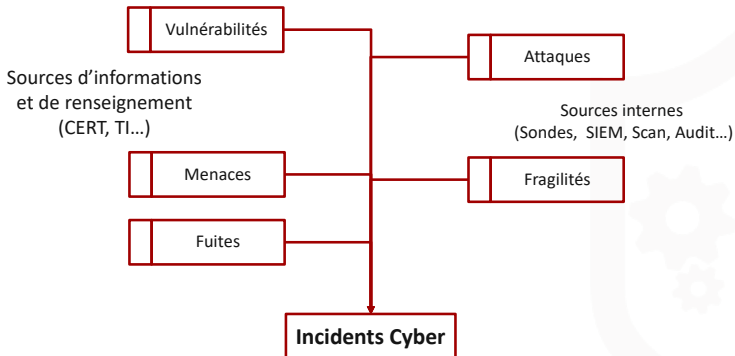 Vulnérabilités
Attaques
Sources d’informations
et de renseignement
(CERT, TI…)
Sources internes
(Sondes, SIEM, Scan, Audit…)
Menaces
Fragilités
Fuites
Incidents Cyber